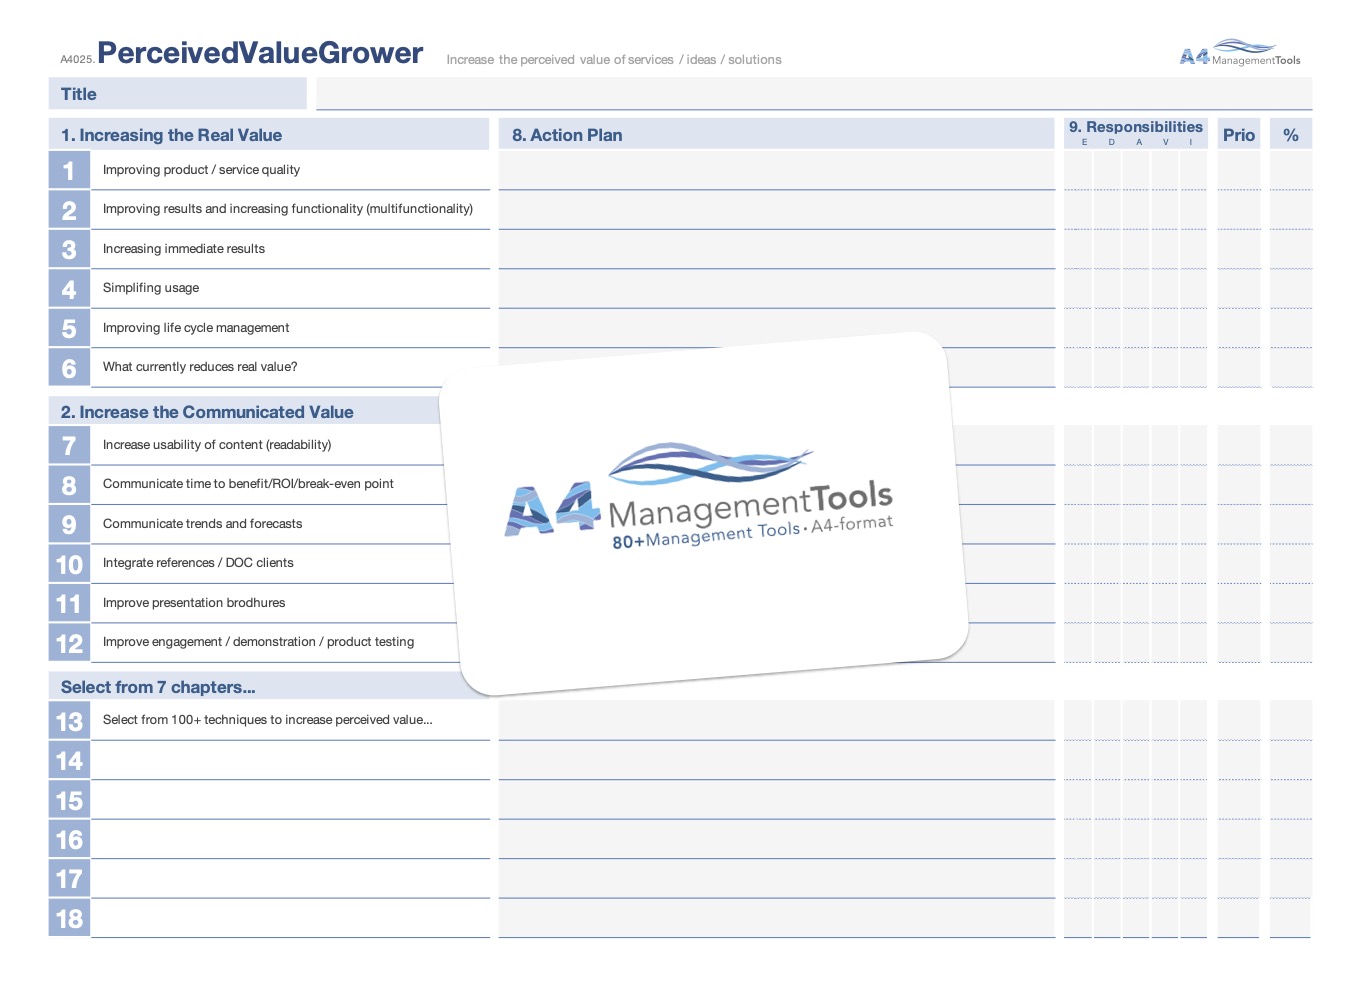 A4025. PerceivedValueGrower Increase the perceived value of services / ideas / solutions A4 ManagementTools
Title
1. Increasing the Real Value 8. Action Plan 9. Responsibilities Prio %
E D A V I
1 Improving product / service quality
2 Improving results and increasing functionality (multifunctionality)
3 Increasing immediate results
4 Simplifing usage
5 Improving life cycle management
6 What currently reduces real value?
2. Increase the Communicated Value
7 Increase usability of content (readability)
8 Communicate time to benefit/ROI/break-even point
9 Communicate trends and forecasts
10 Integrate references / DOC clients
11 Improve presentation brodhures
12 Improve engagement / demonstration / product testing
A4 ManagementTools
80+Management Tools · A4-format
Select from 7 chapters...
13 Select from 100+ techniques to increase perceived value...
14
15
16
17
18